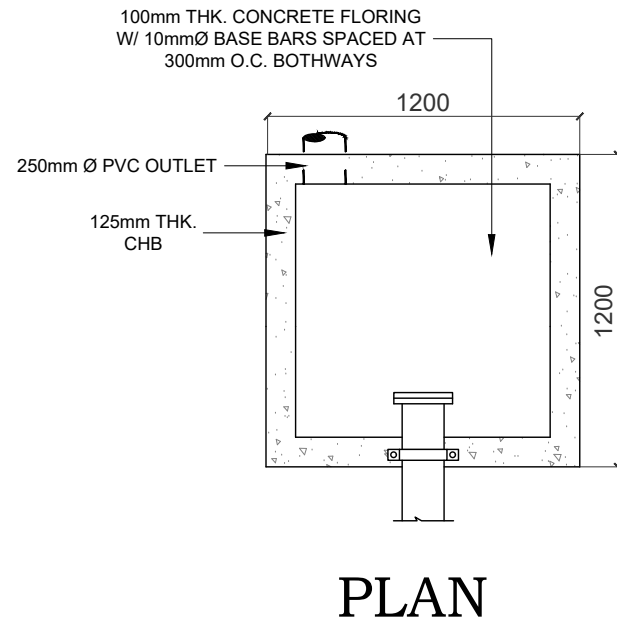 100mm THK. CONCRETE FLORING
W/ 10mmØ BASE BARS SPACED AT
300mm O.C. BOTHWAYS
1200
250mm Ø PVC OUTLET
125mm THK.
CHB
1200
PLAN